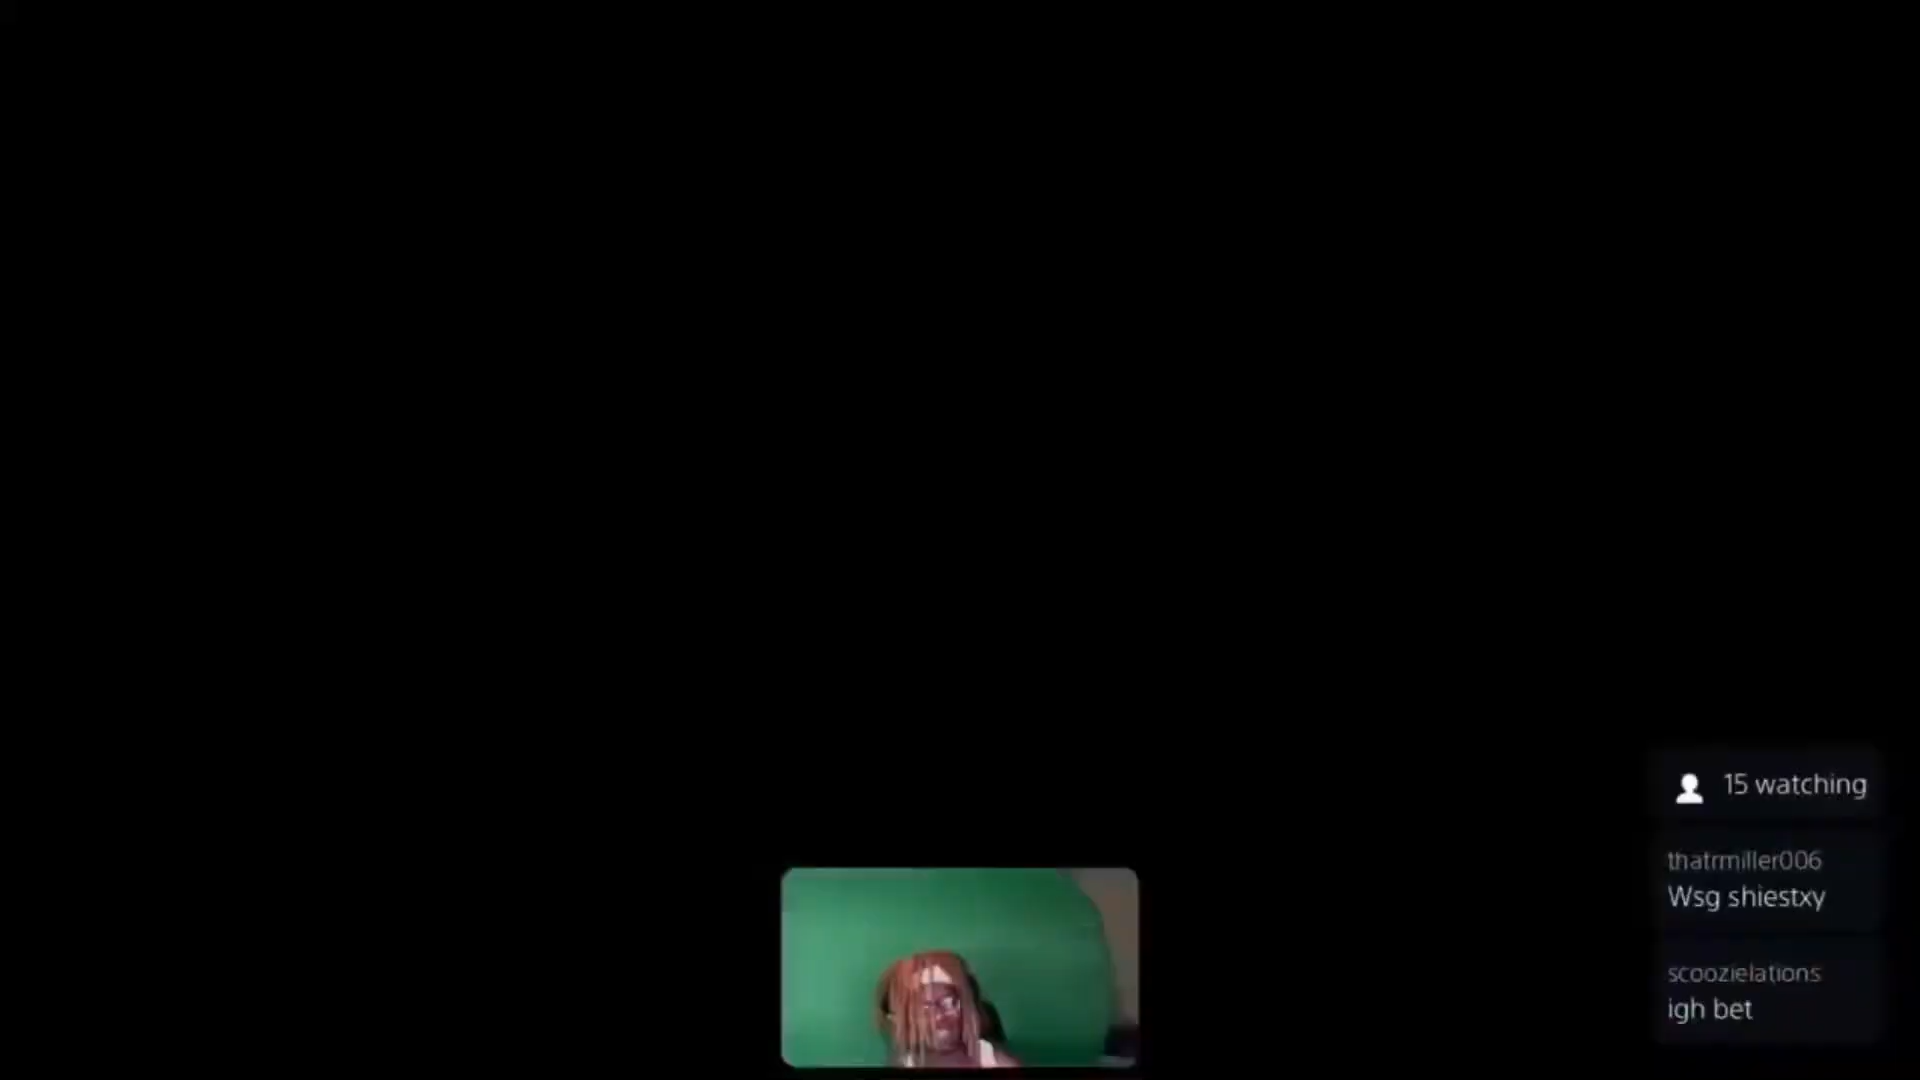 15 watching
thatrmiller006
Wsg shiestxy
scoozielations
igh bet